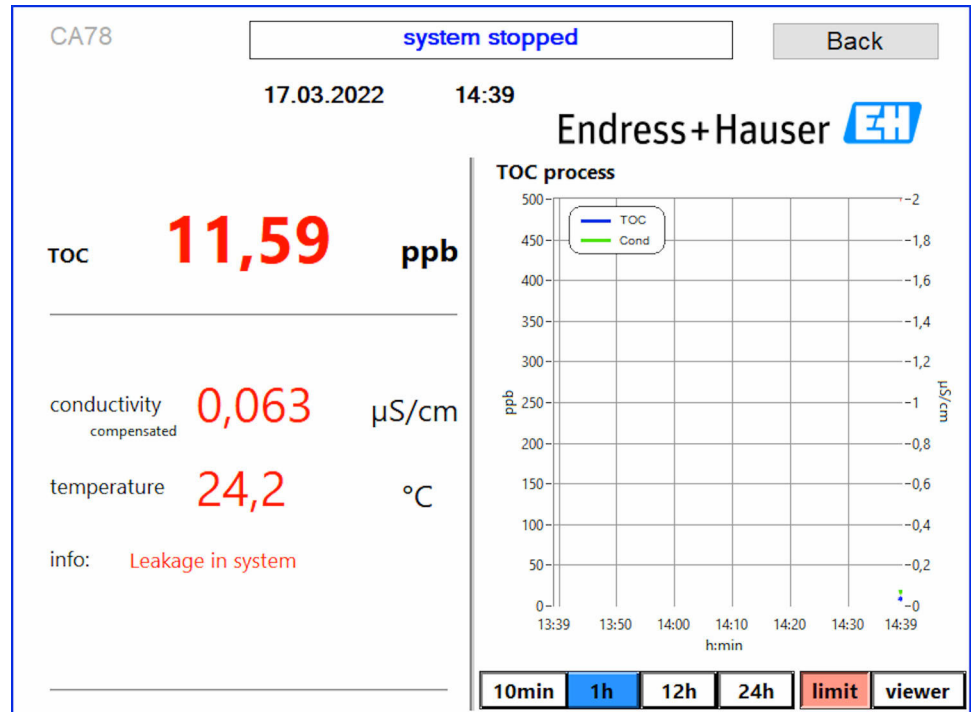 CA78
system stopped
Back
17.03.2022 14:39
Endress+Hauser EH
TOC 11,59 ppb
conductivity 0,063 µS/cm
compensated
temperature 24,2 °C
info: Leakage in system
TOC process
TOC
Cond
500
450
400
350
300
250
200
150
100
50
0
ppb
2
1,8
1,6
1,4
1,2
1
0,8
0,6
0,4
0,2
0
µS/cm
13:39 13:50 14:00 14:10 14:20 14:30 14:39
h:min
10min 1h 12h 24h limit viewer